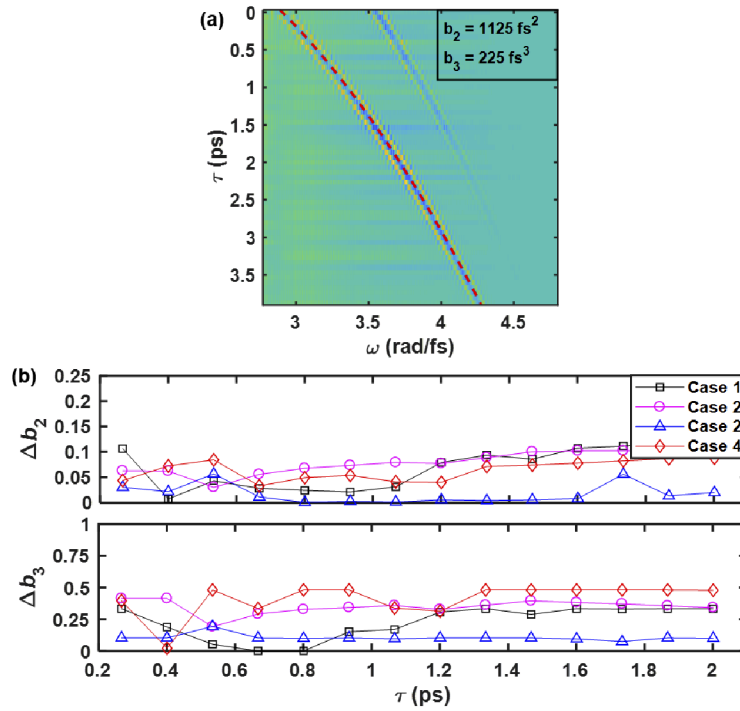 (a)
b₂ = 1125 fs²
b₃ = 225 fs³
0
0.5
1
1.5
2
2.5
3
3.5
τ (ps)
3
3.5
4
4.5
ω (rad/fs)
(b)
0.25
0.2
0.15
0.1
0.05
0
Δb₂
Case 1
Case 2
Case 2
Case 4
1
0.75
0.5
0.25
0
Δb₃
0.2
0.4
0.6
0.8
1
1.2
1.4
1.6
1.8
2
τ (ps)